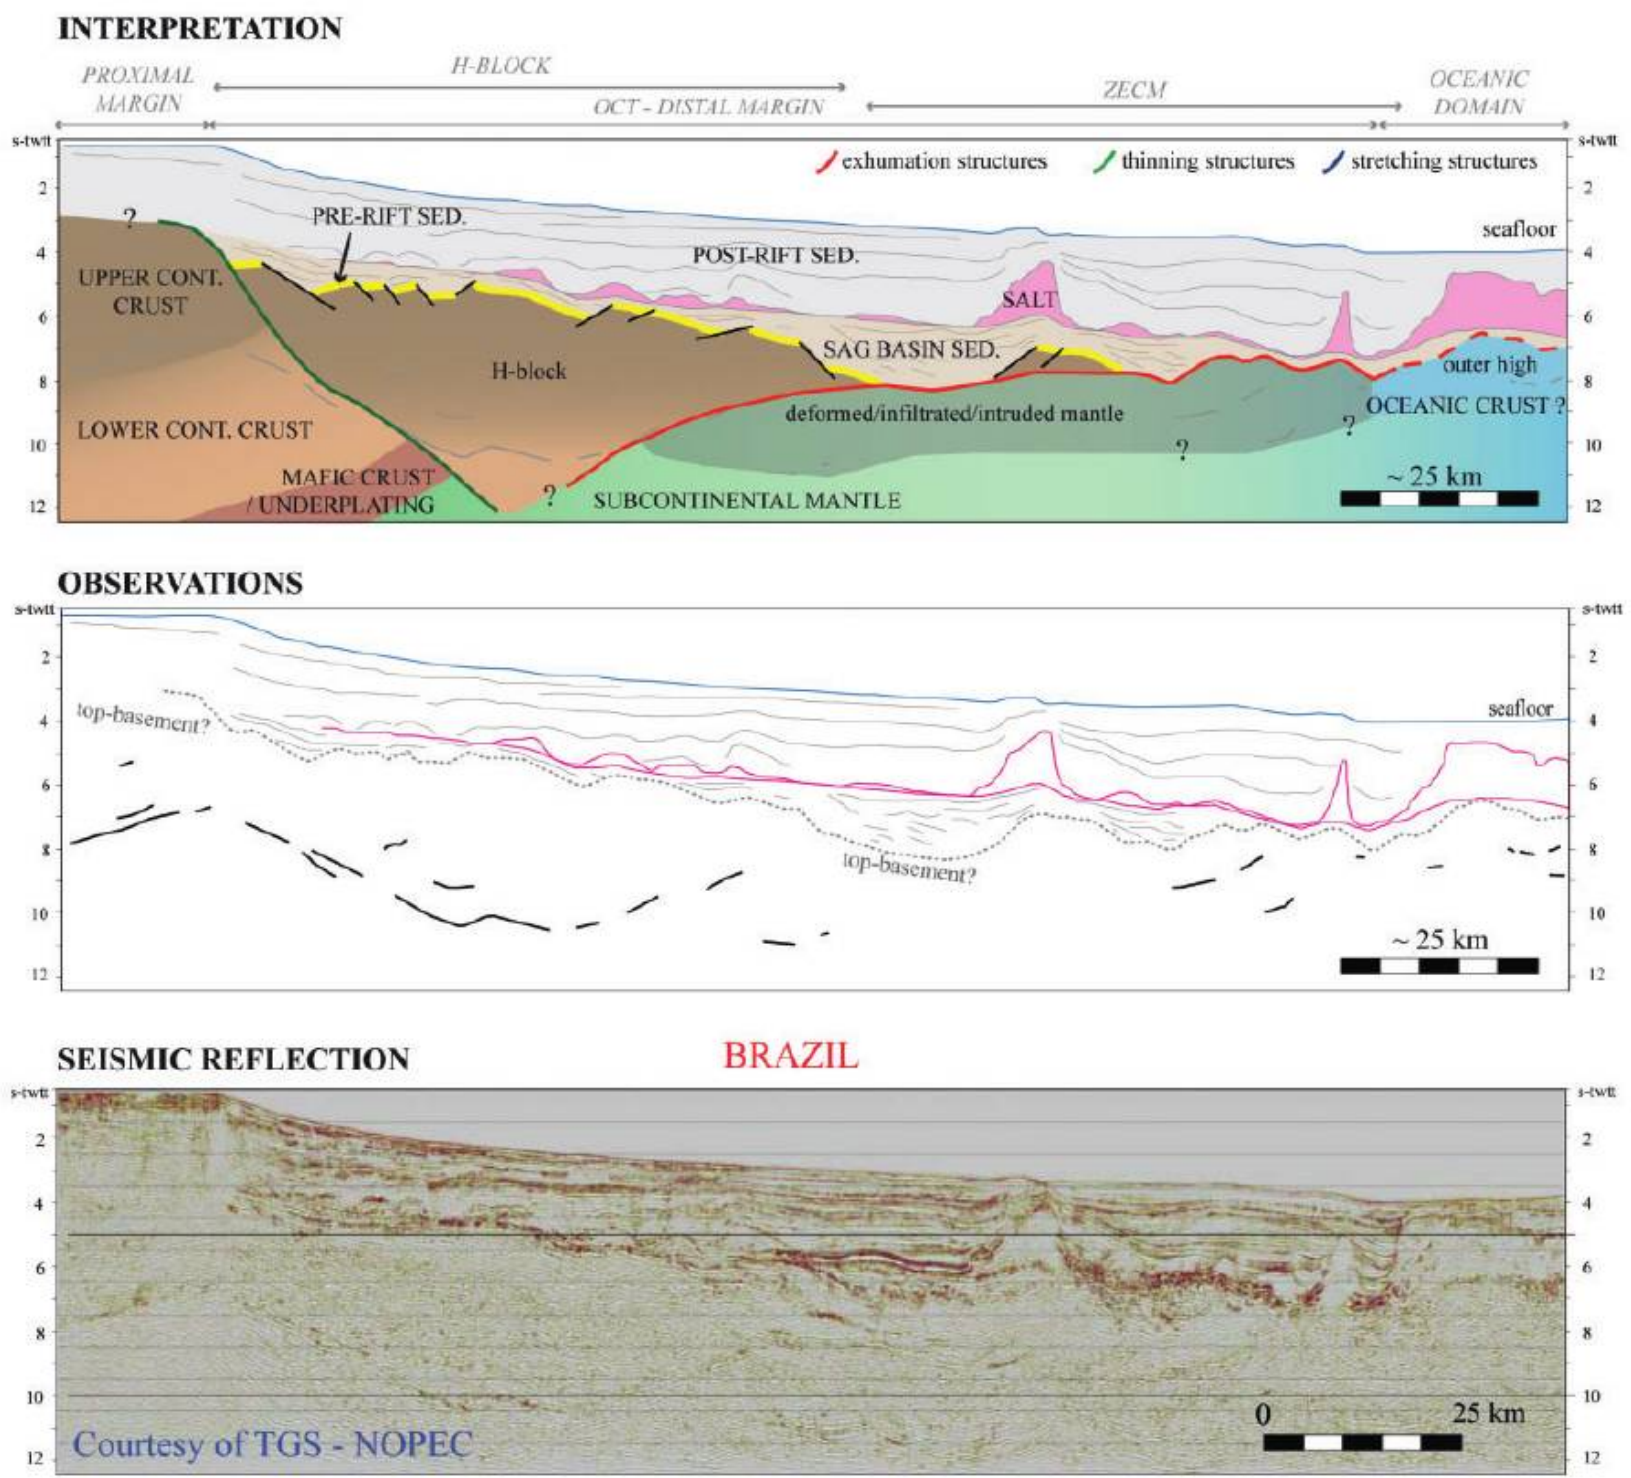 INTERPRETATION
PROXIMAL
MARGIN
H-BLOCK
OCT - DISTAL MARGIN
ZECM
OCEANIC
DOMAIN
s-twtt
s-twtt
exhumation structures
thinning structures
stretching structures
2
2
?
PRE-RIFT SED.
POST-RIFT SED.
seafloor
4
4
UPPER CONT.
CRUST
SALT
6
6
SAG BASIN SED.
H-block
outer high
8
8
deformed/infiltrated/intruded mantle
OCEANIC CRUST ?
LOWER CONT. CRUST
?
10
10
?
MAFIC CRUST
/ UNDERPLATING
?
SUBCONTINENTAL MANTLE
~ 25 km
12
12
OBSERVATIONS
s-twtt
s-twtt
2
2
top-basement?
seafloor
4
4
6
6
8
8
top-basement?
10
10
~ 25 km
12
12
SEISMIC REFLECTION
BRAZIL
s-twtt
s-twtt
2
2
4
4
6
6
8
8
10
10
0
25 km
Courtesy of TGS - NOPEC
12
12